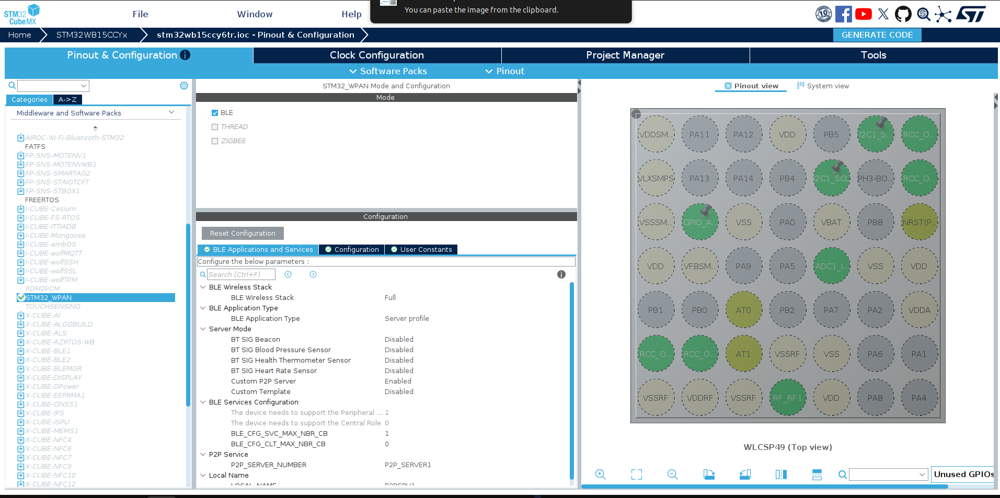 You can paste the image from the clipboard.
STM32
CubeMX
File
Window
Help
Home
STM32WB15CCYx
stm32wb15ccy6tr.ioc - Pinout & Configuration
GENERATE CODE
Pinout & Configuration
Clock Configuration
Project Manager
Tools
Software Packs
Pinout
Categories
A->Z
Middleware and Software Packs
AIROC-Wi-Fi-Bluetooth-STM32
FATFS
FP-SNS-MOTENV1
FP-SNS-MOTENVWB1
FP-SNS-SMARTAG2
FP-SNS-STAIOTCFT
FP-SNS-STBOX1
FREERTOS
I-CUBE-Cesium
I-CUBE-FS-RTOS
I-CUBE-ITTIADB
I-CUBE-Mongoose
I-CUBE-embOS
I-CUBE-wolfMQTT
I-CUBE-wolfSSH
I-CUBE-wolfSSL
I-CUBE-wolfTPM
PDM2PCM
STM32_WPAN
TOUCHSENSING
X-CUBE-AI
X-CUBE-ALGOBUILD
X-CUBE-ALS
X-CUBE-AZRTOS-WB
X-CUBE-BLE1
X-CUBE-BLE2
X-CUBE-BLEMGR
X-CUBE-DISPLAY
X-CUBE-DPower
X-CUBE-EEPRMA1
X-CUBE-GNSS1
X-CUBE-IPS
X-CUBE-ISPU
X-CUBE-MEMS1
X-CUBE-NFC4
X-CUBE-NFC6
X-CUBE-NFC7
X-CUBE-NFC9
X-CUBE-NFC10
X-CUBE-NFC12
STM32_WPAN Mode and Configuration
Mode
BLE
THREAD
ZIGBEE
Configuration
Reset Configuration
BLE Applications and Services
Configuration
User Constants
Configure the below parameters :
Search (Ctrl+F)
BLE Wireless Stack
BLE Wireless Stack Full
BLE Application Type
BLE Application Type Server profile
Server Mode
BT SIG Beacon Disabled
BT SIG Blood Pressure Sensor Disabled
BT SIG Health Thermometer Sensor Disabled
BT SIG Heart Rate Sensor Disabled
Custom P2P Server Enabled
Custom Template Disabled
BLE Services Configuration
The device needs to support the Peripheral ... 1
The device needs to support the Central Role 0
BLE_CFG_SVC_MAX_NBR_CB 1
BLE_CFG_CLT_MAX_NBR_CB 0
P2P Service
P2P_SERVER_NUMBER P2P_SERVER1
Local Name
LOCAL_NAME P2PSRV1
Pinout view
System view
VDDSM.. PA11 PA12 VDD PB5 I2C1_S.. RCC_O..
VLXSMPS PA13 PA14 PB4 I2C1_SCL PH3-BO.. RCC_O..
VSSSM.. GPIO_A.. VSS PA0 VBAT PB8 NRST(P..
VDD VFBSM.. PA9 PA5 ADC1_I.. VSS VDD
PB1 PB0 AT0 PB2 PA7 PA2 VDDA
RCC_O.. RCC_O.. AT1 VSSRF VSS PA6 PA1
VSSRF VDDRF VSSRF RF_RF1 VDD PA8 PA4
WLCSP49 (Top view)
Unused GPIOs